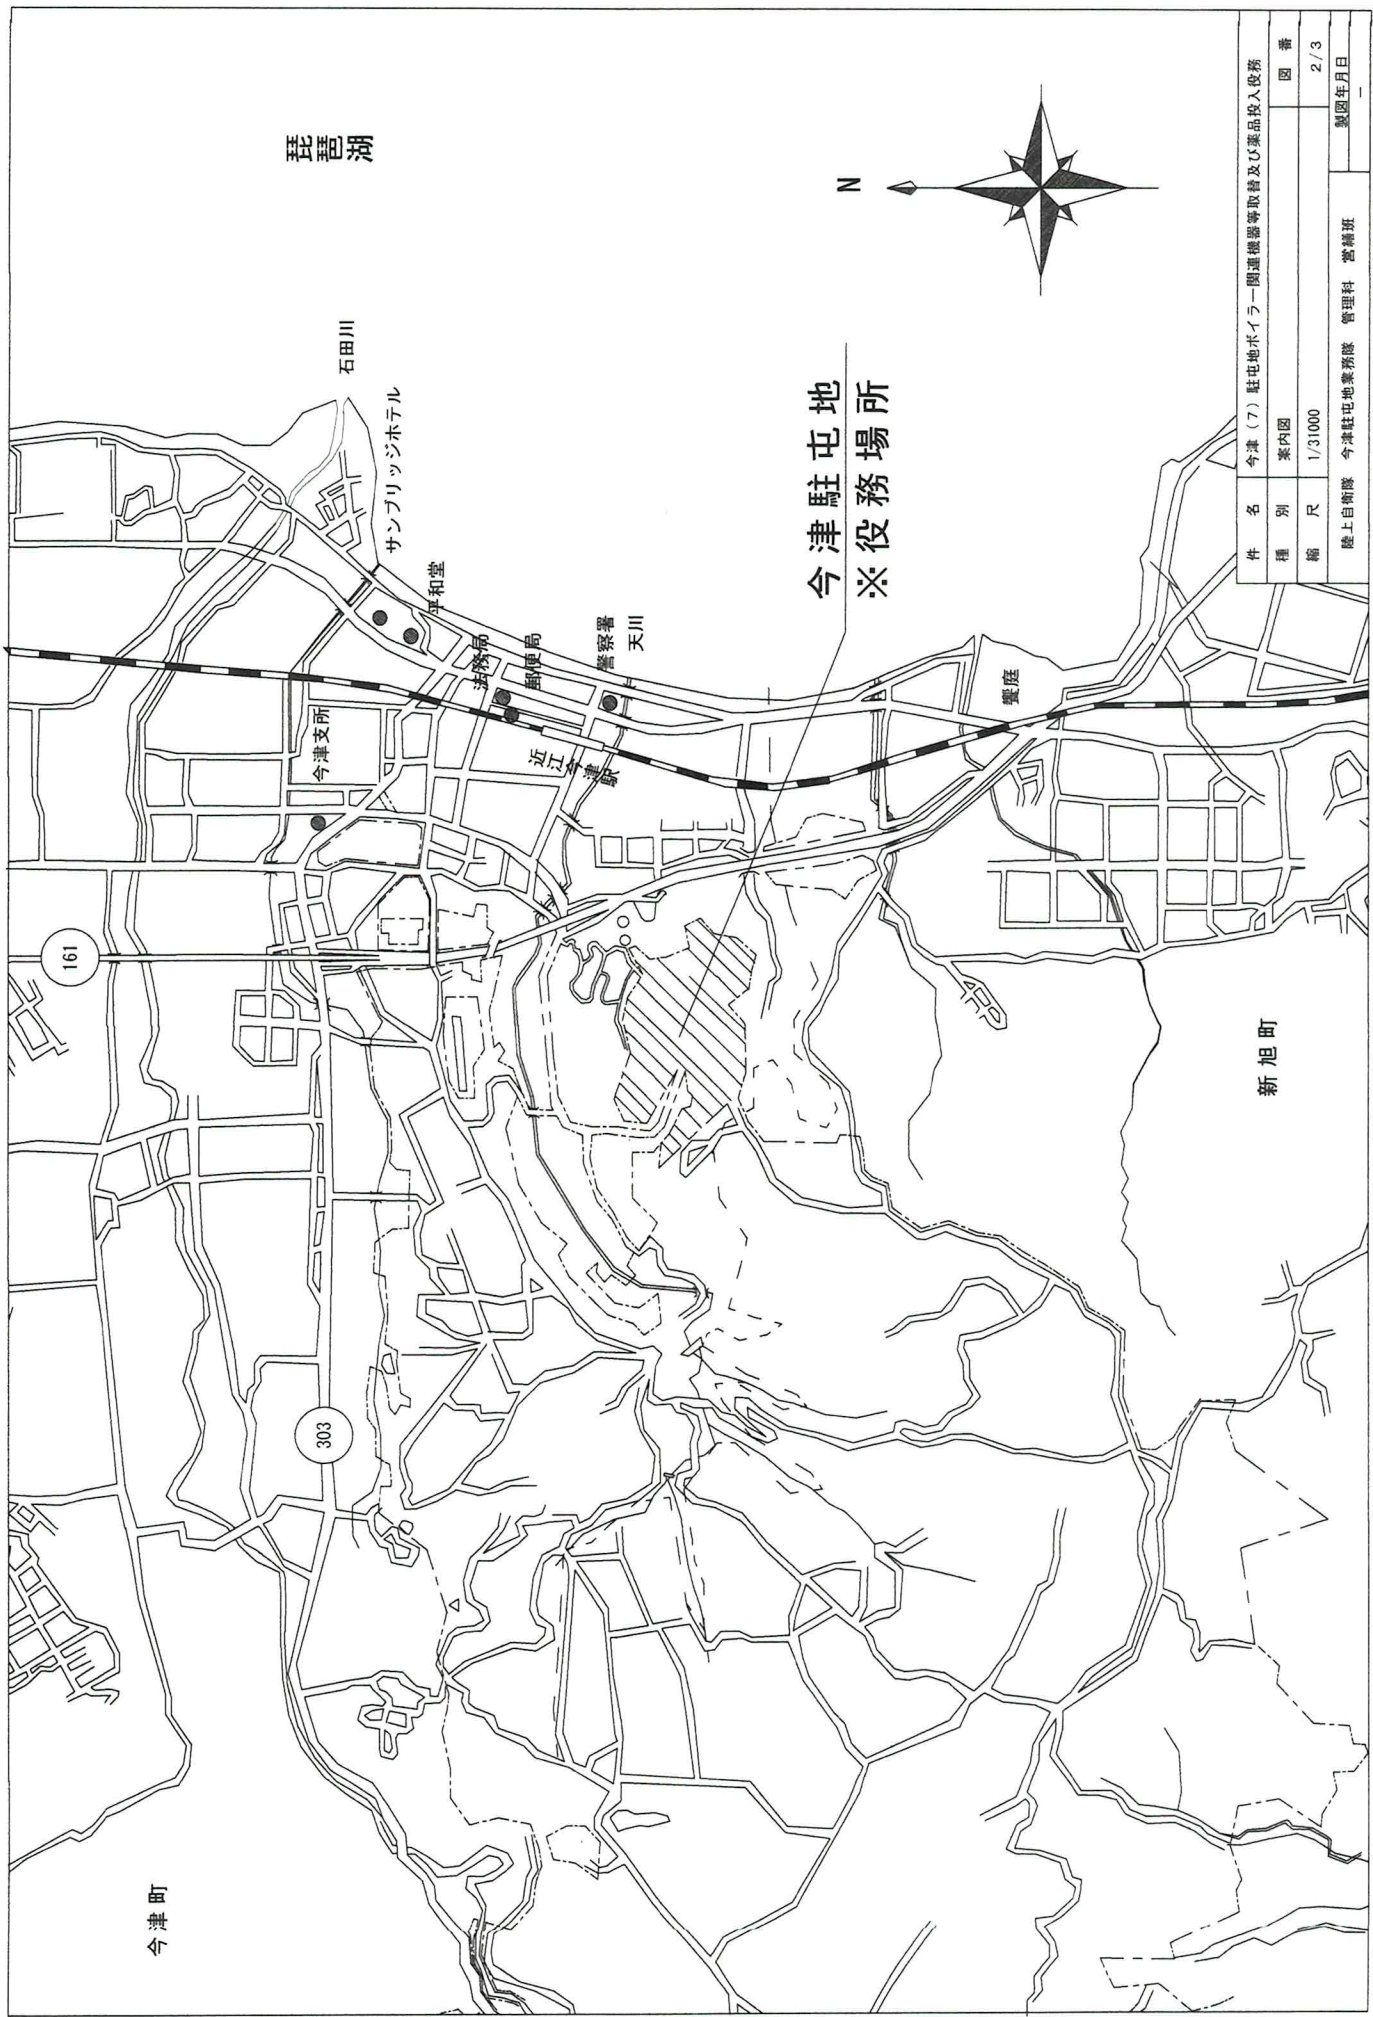 琵琶湖
石田川
サンブリッジホテル
平和堂
法務局
郵便局
警察署
天川
今津支所
近江今津駅
饗庭
161
303
N
今津駐屯地
※役務場所
今津町
新旭町
件 名 今津(7)駐屯地ボイラー関連機器等取替及び薬品投入役務
種 別 案内図 図 番
縮 尺 1/31000 2/3
陸上自衛隊 今津駐屯地業務隊 管理科 営繕班 製図年月日
-